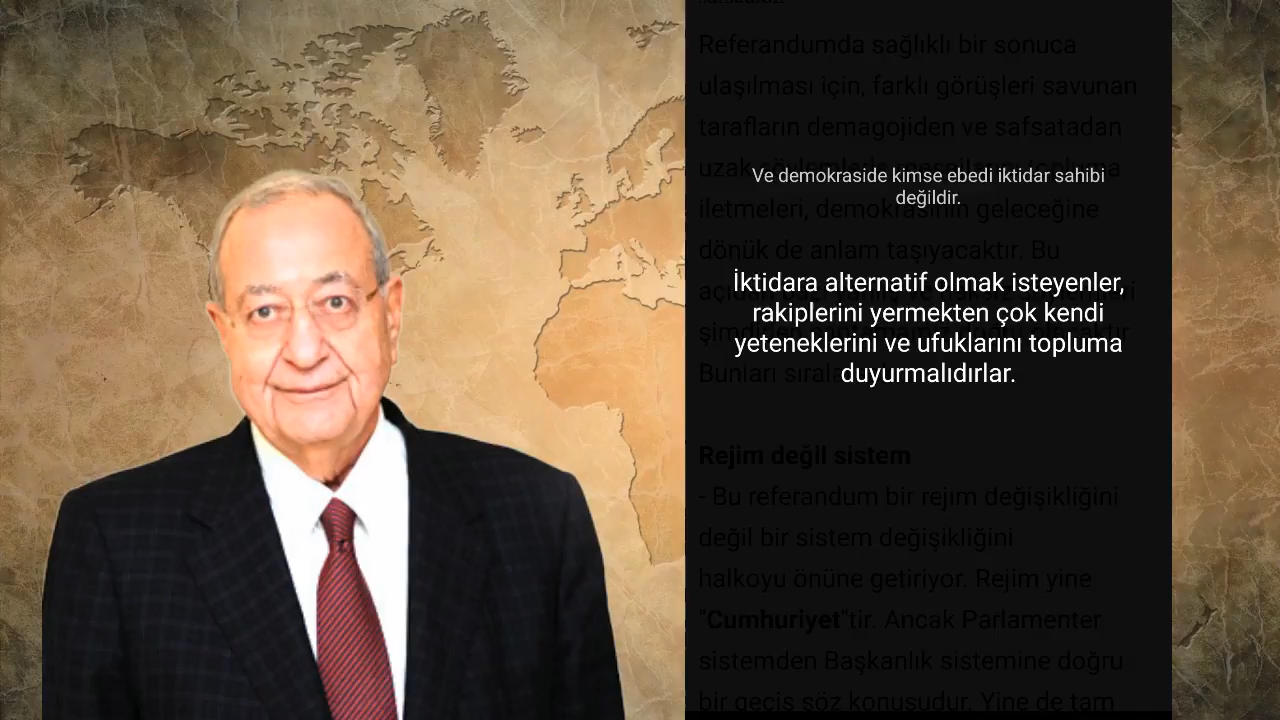 Referandumda sağlıklı bir sonuca
ulaşılması için, farklı görüşleri savunan
tarafların demagojiden ve safsatadan
uzak
Ve demokraside kimse ebedi iktidar sahibi
değildir.
iletmeleri, demokrasinin geleceğine
dönük de anlam taşıyacaktır. Bu
İktidara alternatif olmak isteyenler,
rakiplerini yermekten çok kendi
yeteneklerini ve ufuklarını topluma
duyurmalıdırlar.
Bunları
Rejim değil sistem
- Bu referandum bir rejim değişikliğini
değil bir sistem değişikliğini
halkoyu önüne getiriyor. Rejim yine
"Cumhuriyet"tir. Ancak Parlamenter
sistemden Başkanlık sistemine doğru
bir geçiş söz konusudur. Yine de tam